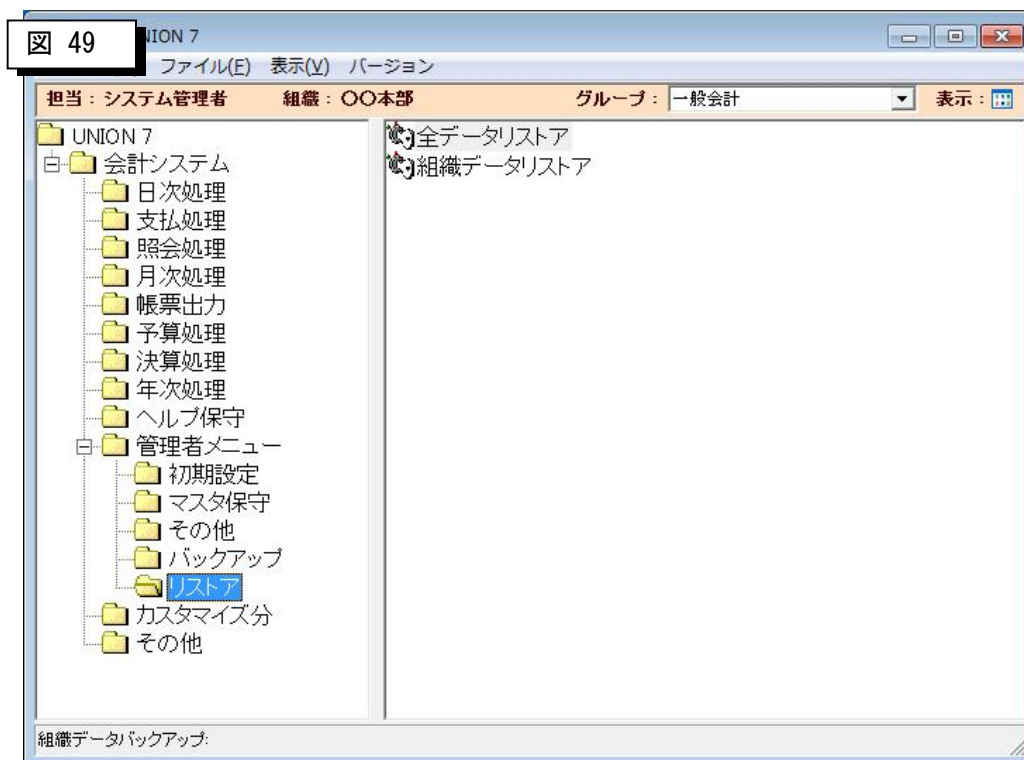 図 49
NION 7
ファイル(F) 表示(V) バージョン
担当：システム管理者 組織：〇〇本部 グループ： 一般会計 表示：
UNION 7
会計システム
日次処理
支払処理
照会処理
月次処理
帳票出力
予算処理
決算処理
年次処理
ヘルプ保守
管理者メニュー
初期設定
マスタ保守
その他
バックアップ
リストア
カスタマイズ分
その他
全データリストア
組織データリストア
組織データバックアップ: